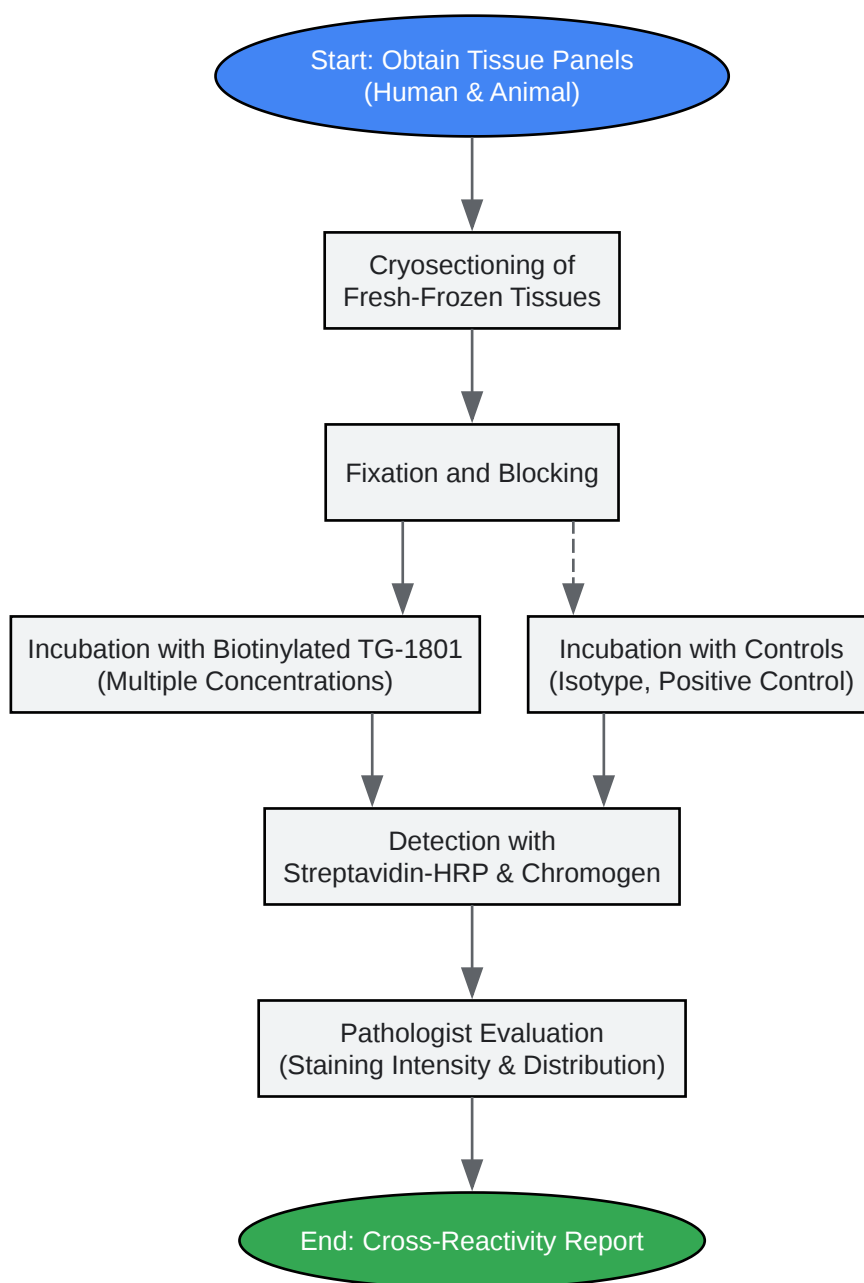 Start: Obtain Tissue Panels
(Human & Animal)
Cryosectioning of
Fresh-Frozen Tissues
Fixation and Blocking
Incubation with Biotinylated TG-1801
(Multiple Concentrations)
Incubation with Controls
(Isotype, Positive Control)
Detection with
Streptavidin-HRP & Chromogen
Pathologist Evaluation
(Staining Intensity & Distribution)
End: Cross-Reactivity Report